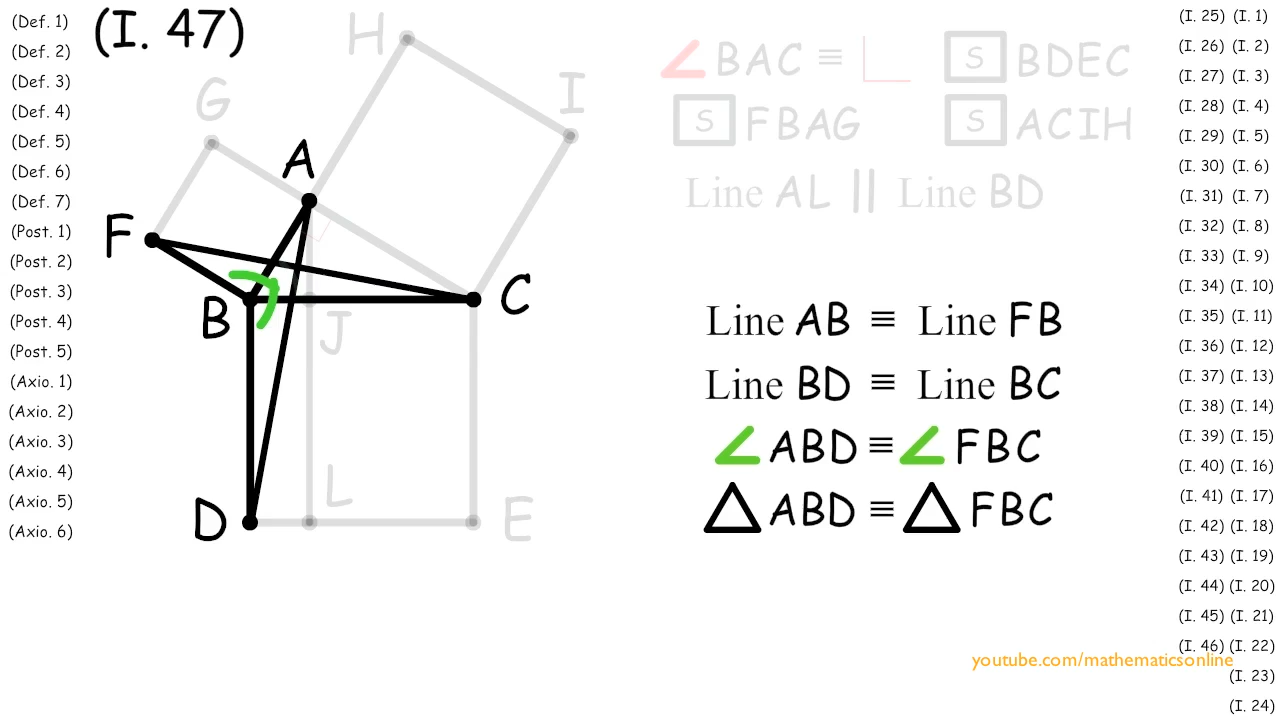 (I. 47)
(Def. 1)
(Def. 2)
(Def. 3)
(Def. 4)
(Def. 5)
(Def. 6)
(Def. 7)
(Post. 1)
(Post. 2)
(Post. 3)
(Post. 4)
(Post. 5)
(Axio. 1)
(Axio. 2)
(Axio. 3)
(Axio. 4)
(Axio. 5)
(Axio. 6)
H
I
G
A
F
C
B
J
L
D
E
∠BAC ≡ ∟ S BDEC
S FBAG S ACIH
Line AL || Line BD
Line AB ≡ Line FB
Line BD ≡ Line BC
∠ABD ≡ ∠FBC
△ABD ≡ △FBC
(I. 25) (I. 1)
(I. 26) (I. 2)
(I. 27) (I. 3)
(I. 28) (I. 4)
(I. 29) (I. 5)
(I. 30) (I. 6)
(I. 31) (I. 7)
(I. 32) (I. 8)
(I. 33) (I. 9)
(I. 34) (I. 10)
(I. 35) (I. 11)
(I. 36) (I. 12)
(I. 37) (I. 13)
(I. 38) (I. 14)
(I. 39) (I. 15)
(I. 40) (I. 16)
(I. 41) (I. 17)
(I. 42) (I. 18)
(I. 43) (I. 19)
(I. 44) (I. 20)
(I. 45) (I. 21)
(I. 46) (I. 22)
(I. 23)
(I. 24)
youtube.com/mathematicsonline